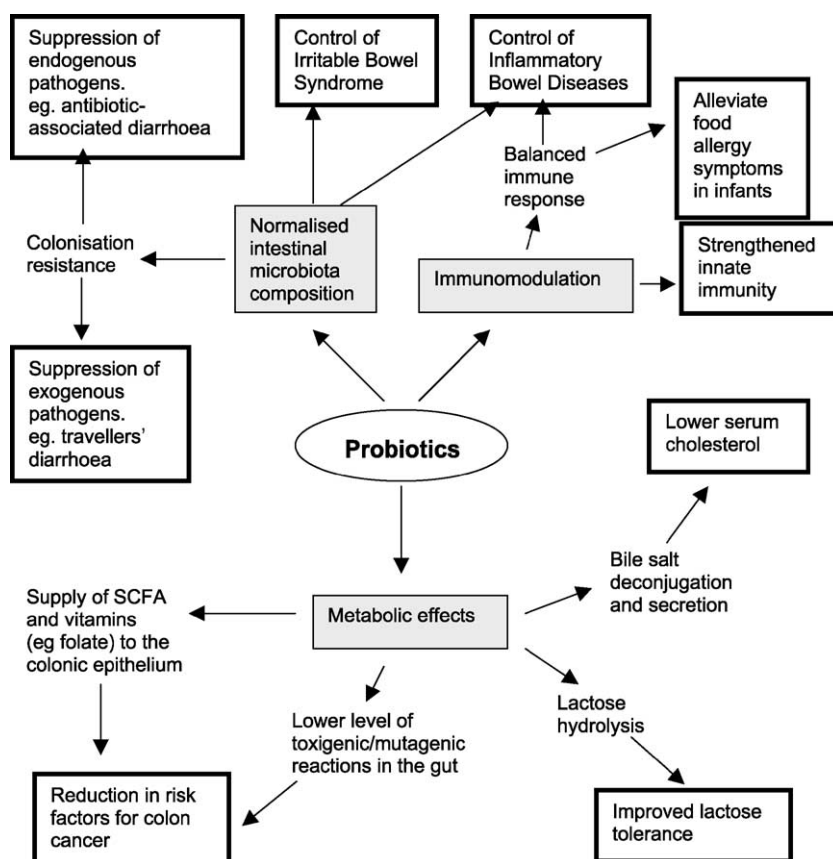 Suppression of
endogenous
pathogens.
eg. antibiotic-
associated diarrhoea
Control of
Irritable Bowel
Syndrome
Control of
Inflammatory
Bowel Diseases
Alleviate
food
allergy
symptoms
in infants
Balanced
immune
response
Colonisation
resistance
Normalised
intestinal
microbiota
composition
Immunomodulation
Strengthened
innate
immunity
Suppression of
exogenous
pathogens.
eg. travellers'
diarrhoea
Probiotics
Lower serum
cholesterol
Bile salt
deconjugation
and secretion
Supply of SCFA
and vitamins
(eg folate) to the
colonic epithelium
Metabolic effects
Lactose
hydrolysis
Lower level of
toxigenic/mutagenic
reactions in the gut
Reduction in risk
factors for colon
cancer
Improved lactose
tolerance